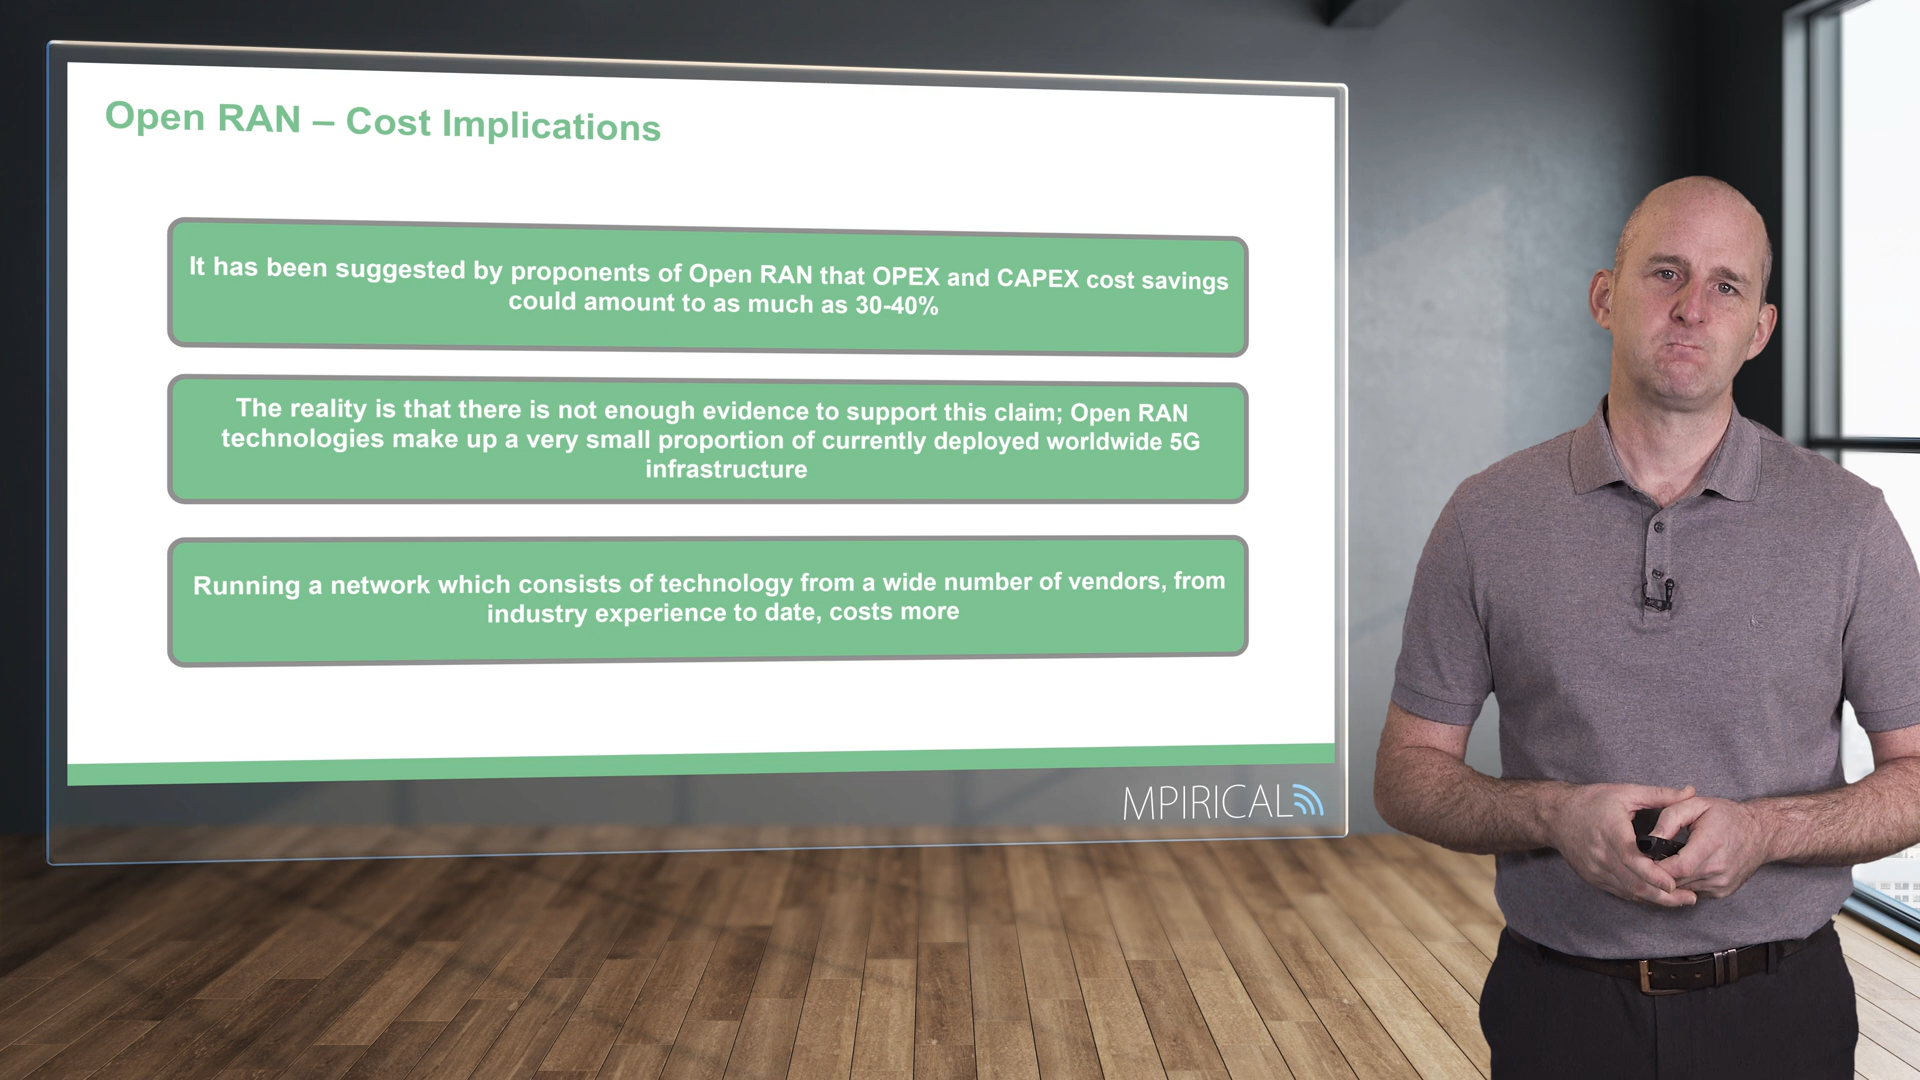 Open RAN – Cost Implications
It has been suggested by proponents of Open RAN that OPEX and CAPEX cost savings
could amount to as much as 30-40%
The reality is that there is not enough evidence to support this claim; Open RAN
technologies make up a very small proportion of currently deployed worldwide 5G
infrastructure
Running a network which consists of technology from a wide number of vendors, from
industry experience to date, costs more
MPIRICAL